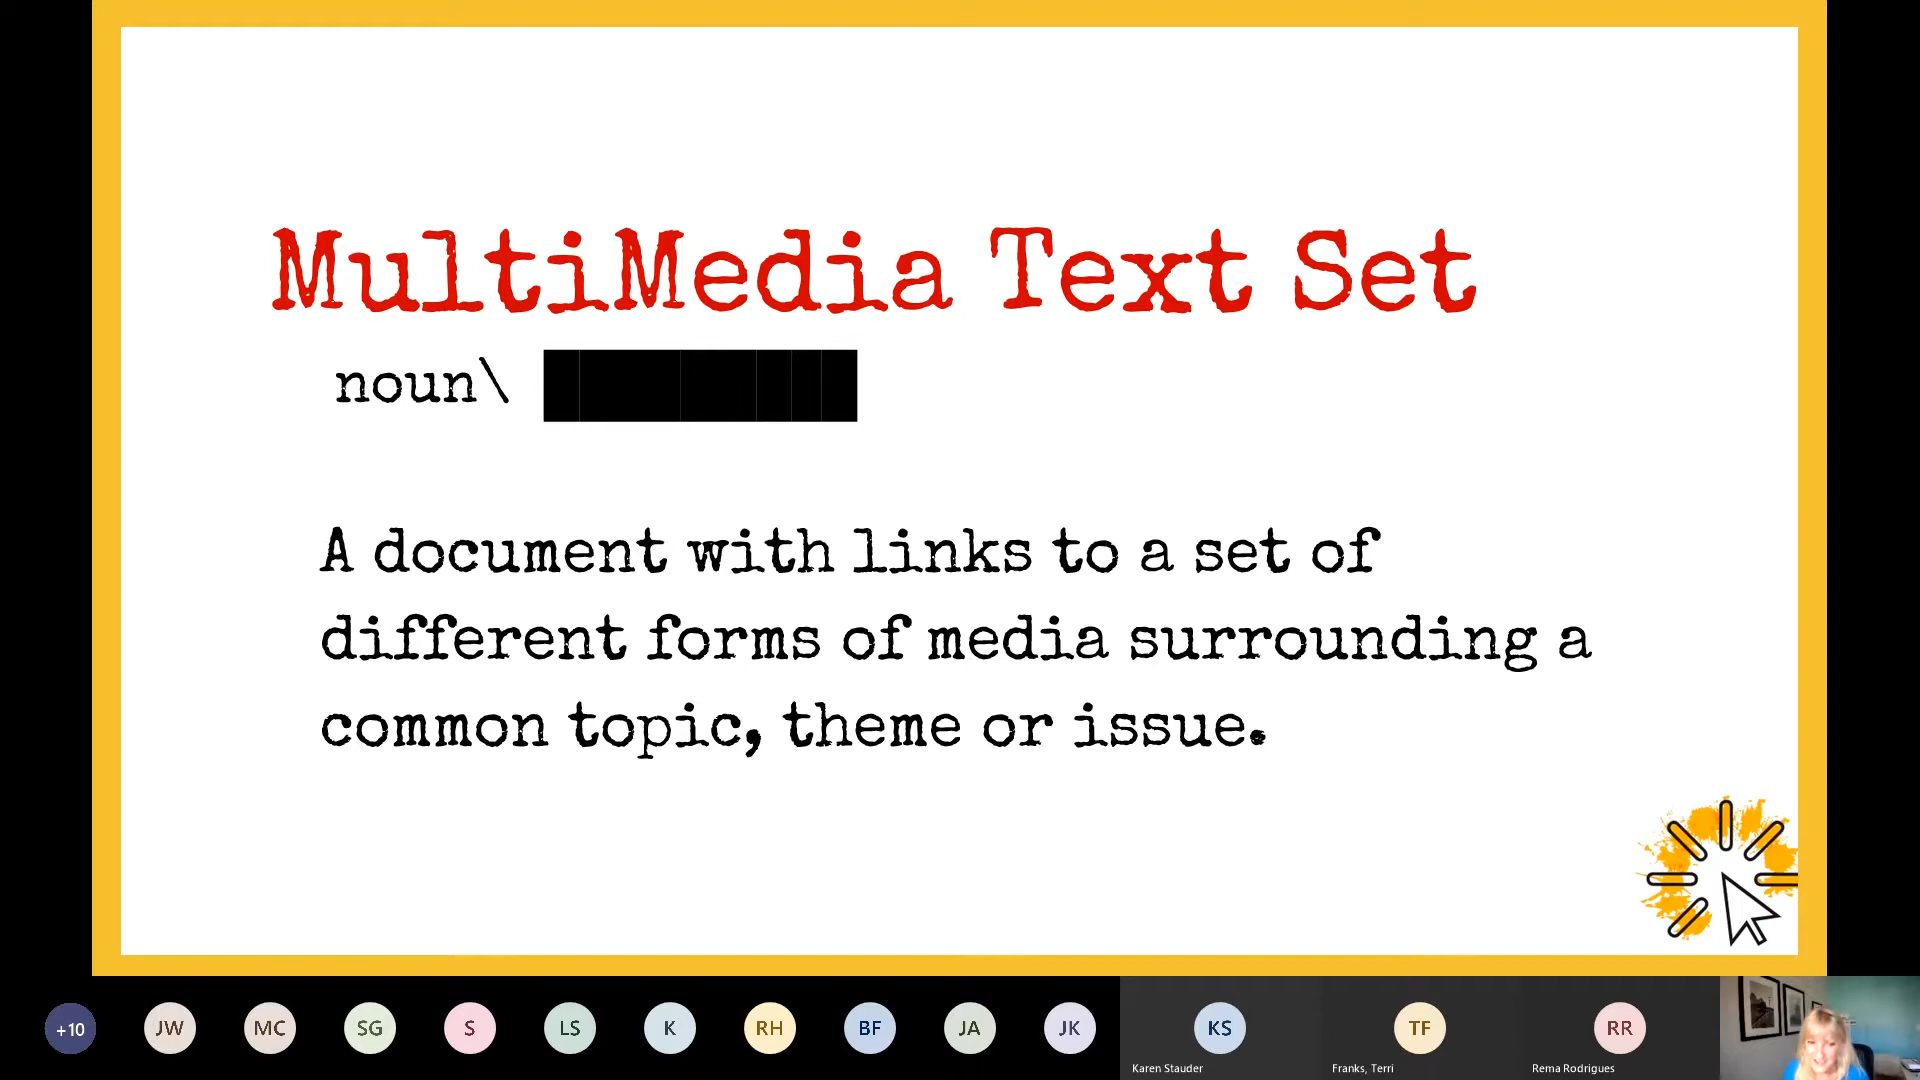 MultiMedia Text Set
noun\
A document with links to a set of
different forms of media surrounding a
common topic, theme or issue.
+10
JW
MC
SG
S
LS
K
RH
BF
JA
JK
KS
TF
RR
Karen Stauder
Franks, Terri
Rema Rodrigues